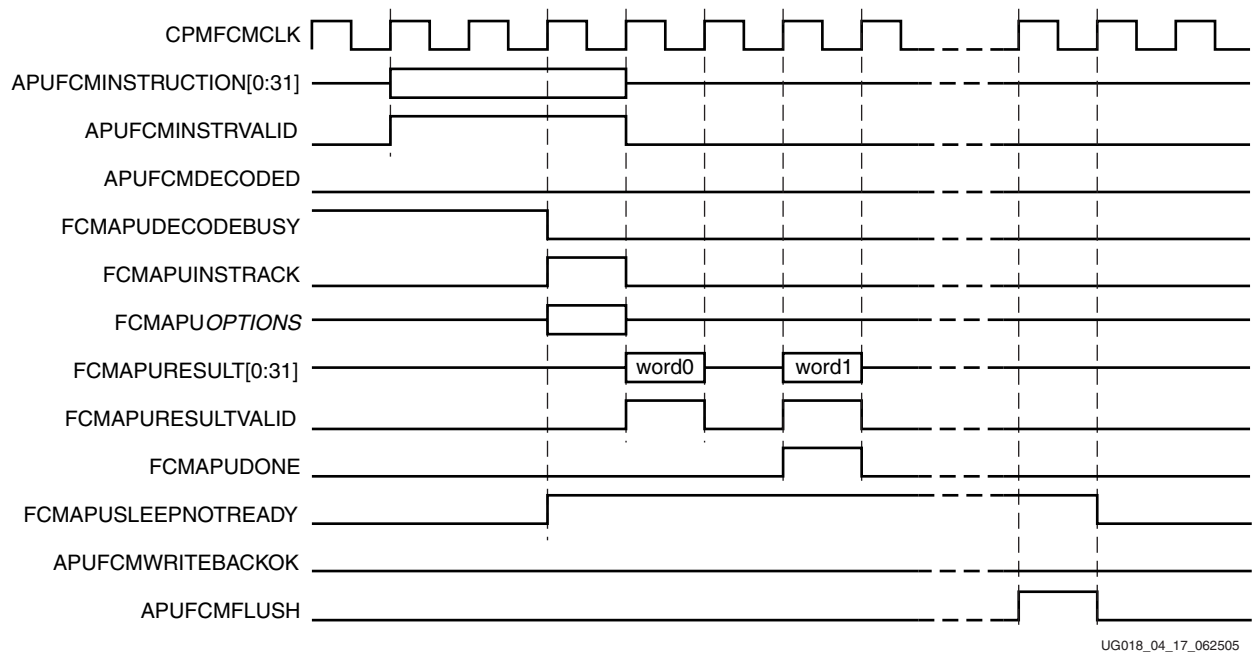 CPMFCMCLK
APUFCMINSTRUCTION[0:31]
APUFCMINSTRVALID
APUFCMDECODED
FCMAPUDECODEBUSY
FCMAPUINSTRACK
FCMAPUOPTIONS
FCMAPURESULT[0:31] word0 word1
FCMAPURESULTVALID
FCMAPUDONE
FCMAPUSLEEPNOTREADY
APUFCMWRITEBACKOK
APUFCMFLUSH
UG018_04_17_062505